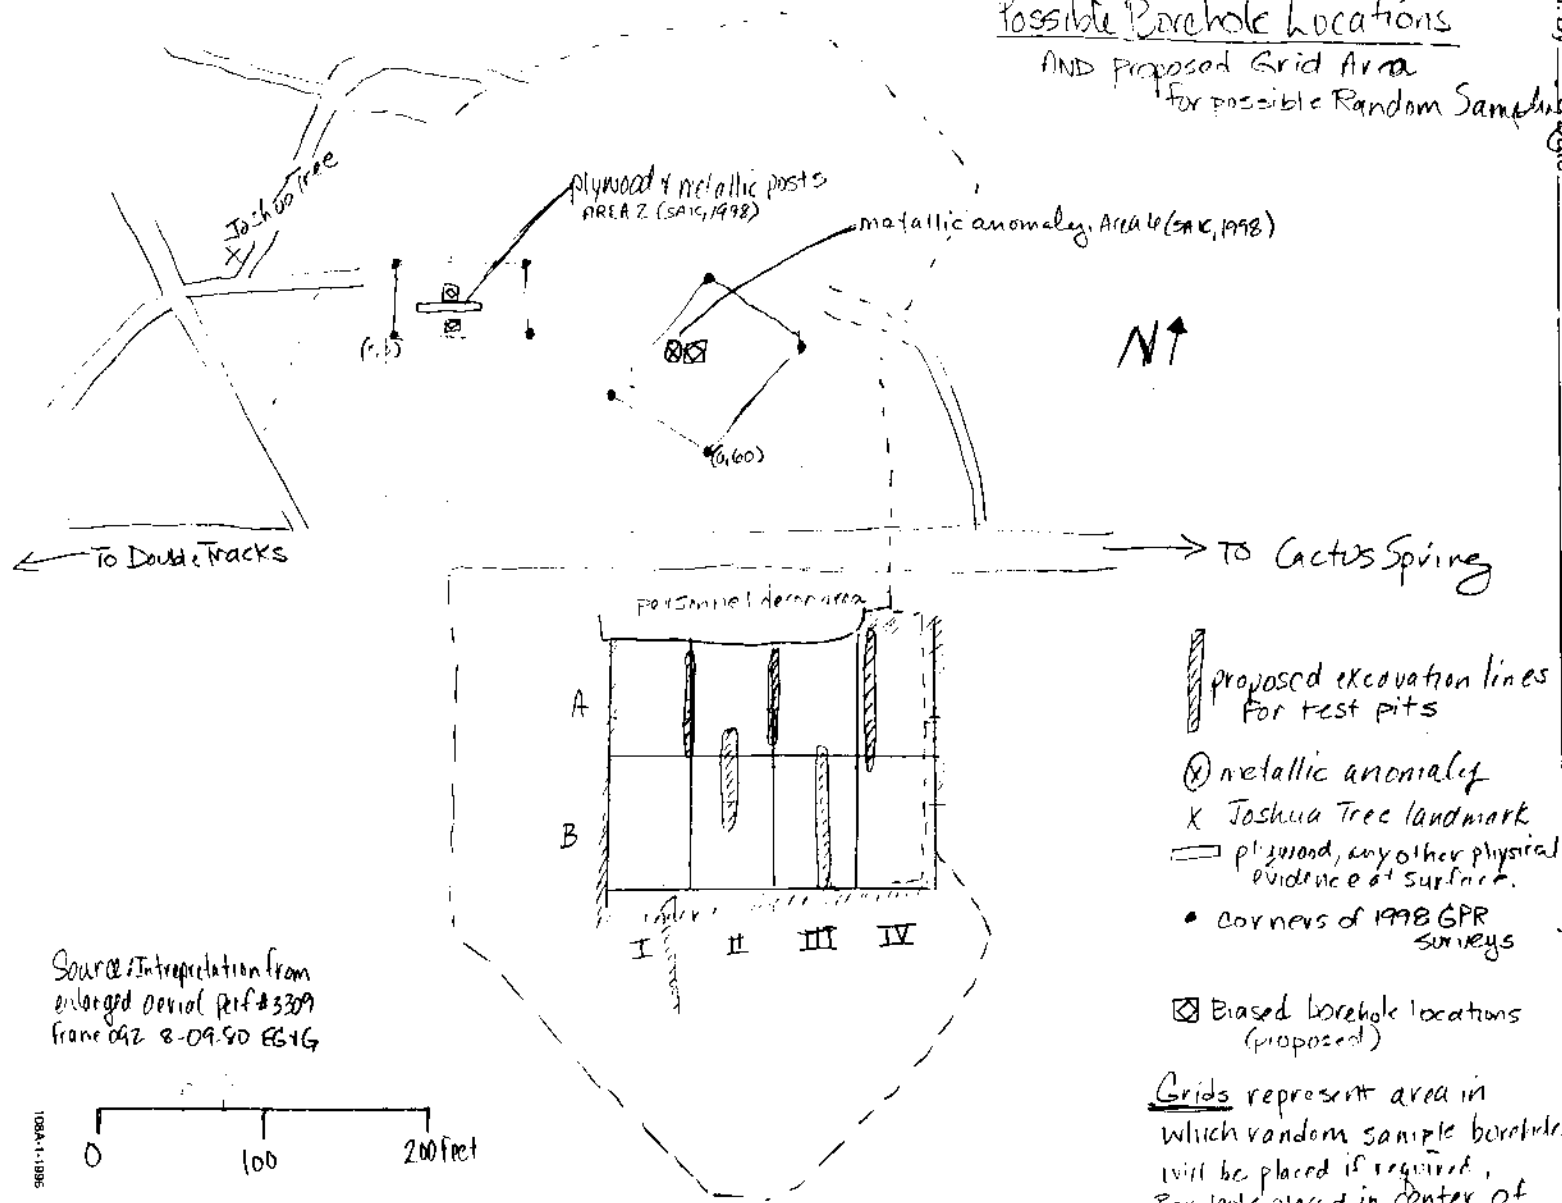 Possible Borehole Locations
AND proposed Grid Area
for possible Random
Joshua Tree
X
plywood & metallic posts
AREA 2 (SAIC, 1998)
metallic anomaly, Area 6 (SAIC, 1998)
N
(0,60)
To Double Tracks
To Cactus Spring
personnel decon area
A
B
I
II
III
IV
proposed excavation lines
For test pits
metallic anomaly
X Joshua Tree landmark
plywood, any other physical
evidence at surface.
corners of 1998 GPR
surveys
Biased borehole locations
(proposed)
Grids represent area in
which random sample borehole
will be placed if required.
placed in center of
Source: Intrepretation from
enlarged aerial Perf # 3309
frame 092 8-09-80 EG&G
0
100
200 feet
108A-1-1996